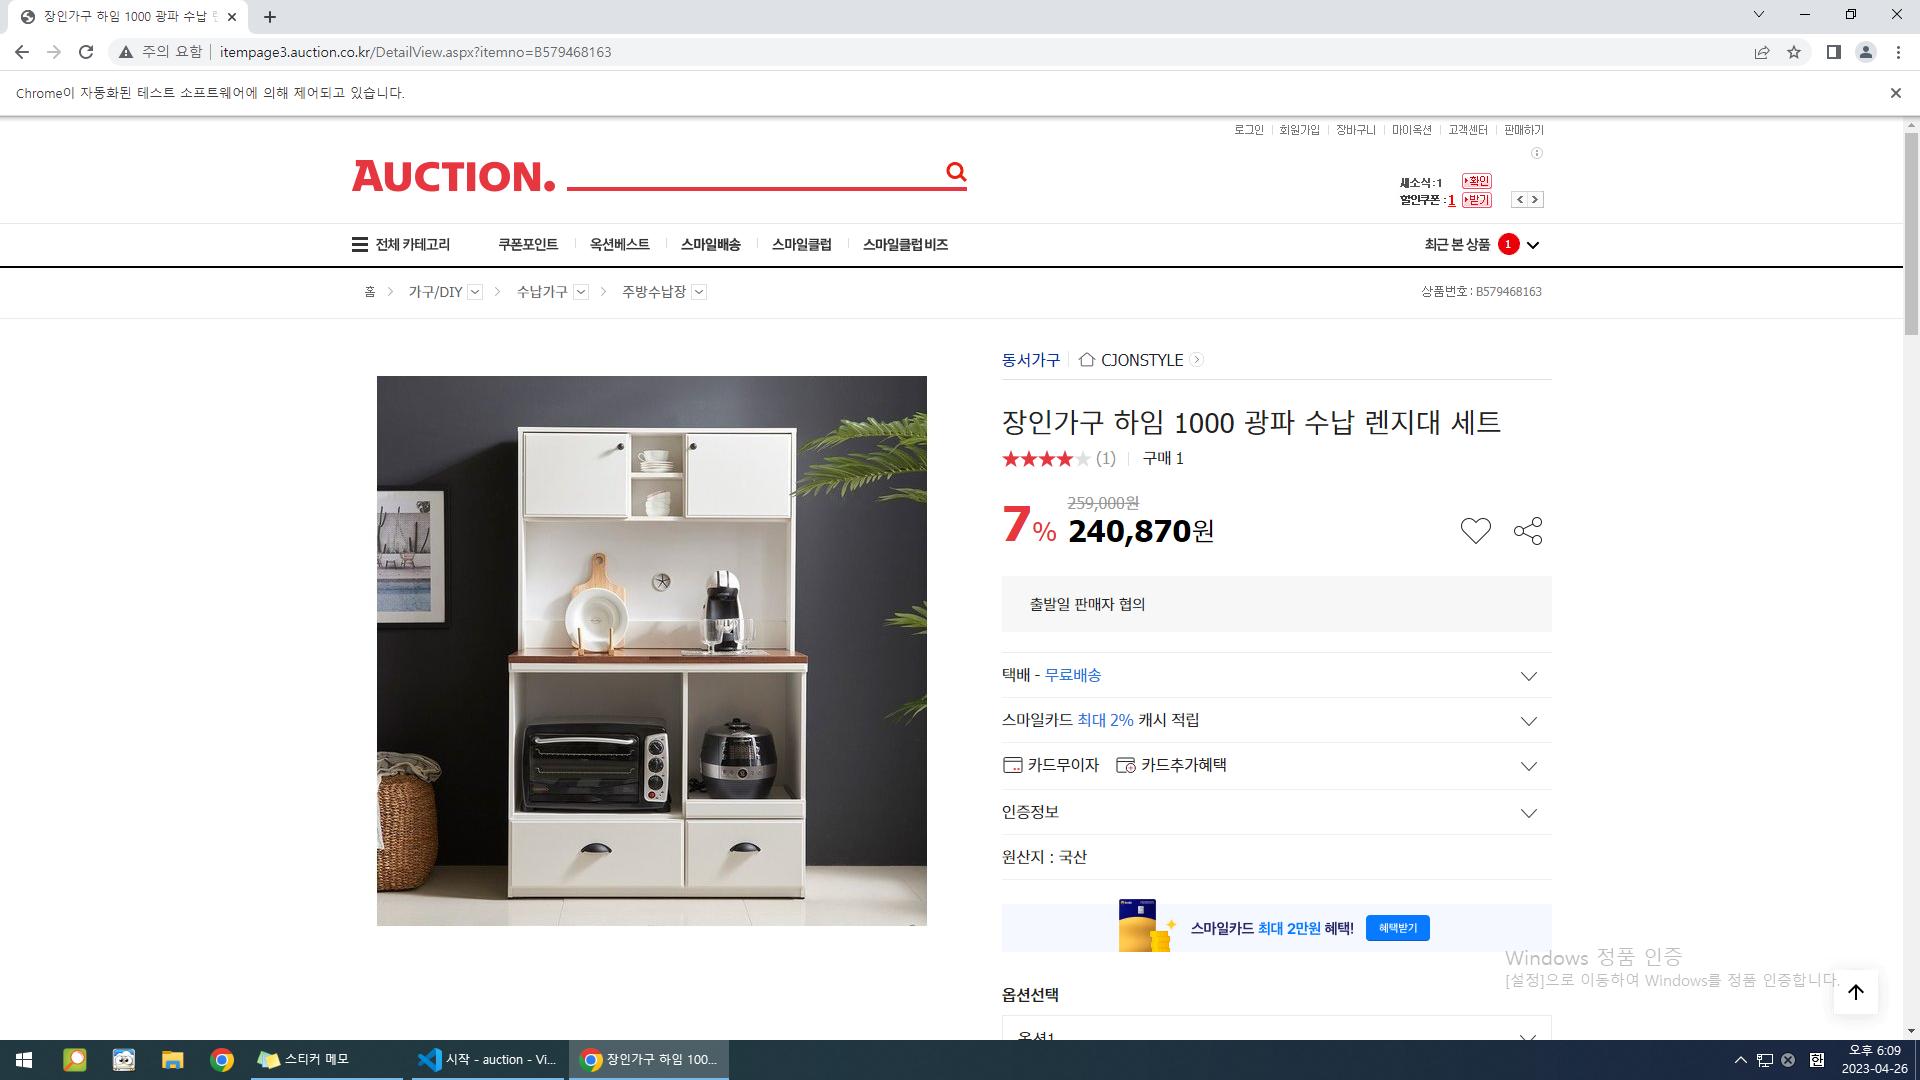 장인가구 하임 1000 광파 수납 렌
주의 요함 itempage3.auction.co.kr/DetailView.aspx?itemno=B579468163
Chrome이 자동화된 테스트 소프트웨어에 의해 제어되고 있습니다.
로그인 회원가입 장바구니 마이옥션 고객센터 판매하기
AUCTION.
새소식:1 확인
할인쿠폰:1 받기
전체 카테고리 쿠폰포인트 옥션베스트 스마일배송 스마일클럽 스마일클럽 비즈 최근 본 상품 1
홈 가구/DIY 수납가구 주방수납장 상품번호 : B579468163
동서가구 CJONSTYLE
장인가구 하임 1000 광파 수납 렌지대 세트
(1) 구매 1
259,000원
7% 240,870원
출발일 판매자 협의
택배 - 무료배송
스마일카드 최대 2% 캐시 적립
카드무이자 카드추가혜택
인증정보
원산지 : 국산
스마일카드 최대 2만원 혜택! 혜택받기
Windows 정품 인증
[설정]으로 이동하여 Windows를 정품 인증합니다.
옵션선택
옵션1
스티커 메모 시작 - auction - Vi... 장인가구 하임 100... 한 오후 6:09
2023-04-26